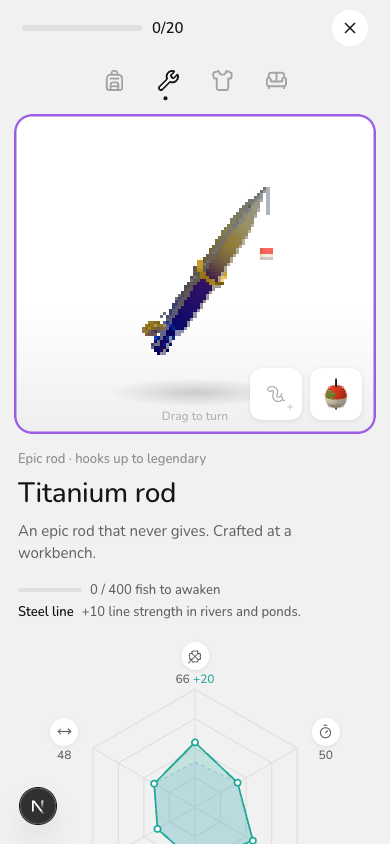 0/20
Drag to turn
Epic rod · hooks up to legendary
Titanium rod
An epic rod that never gives. Crafted at a
workbench.
0 / 400 fish to awaken
Steel line +10 line strength in rivers and ponds.
66 +20
48
50
N